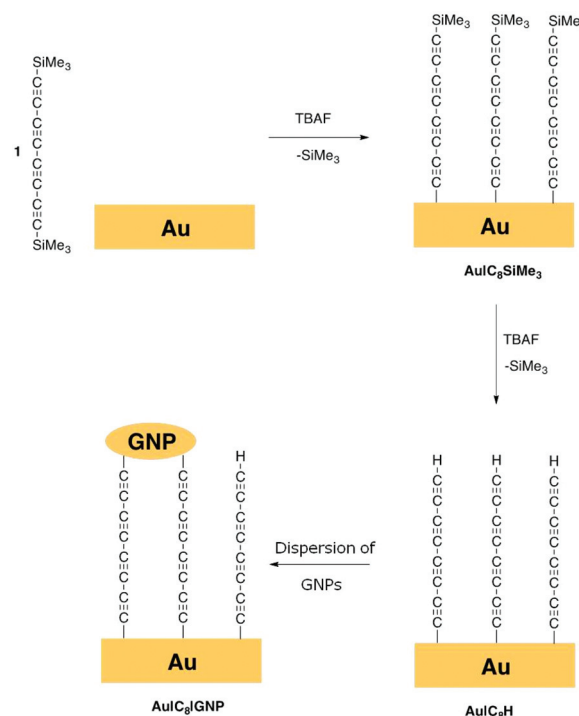 SiMe₃
C≡C-C≡C-C≡C-C≡C
SiMe₃
1
Au
TBAF
-SiMe₃
SiMe₃ SiMe₃ SiMe
C≡C-C≡C-C≡C-C≡C
C≡C-C≡C-C≡C-C≡C
C≡C-C≡C-C≡C-C≡C
Au
AuIC₈SiMe₃
TBAF
-SiMe₃
H H H
C≡C-C≡C-C≡C-C≡C
C≡C-C≡C-C≡C-C≡C
C≡C-C≡C-C≡C-C≡C
Au
AuIC₈H
Dispersion of
GNPs
GNP
H
C≡C-C≡C-C≡C-C≡C
C≡C-C≡C-C≡C-C≡C
C≡C-C≡C-C≡C-C≡C
Au
AuIC₈IGNP